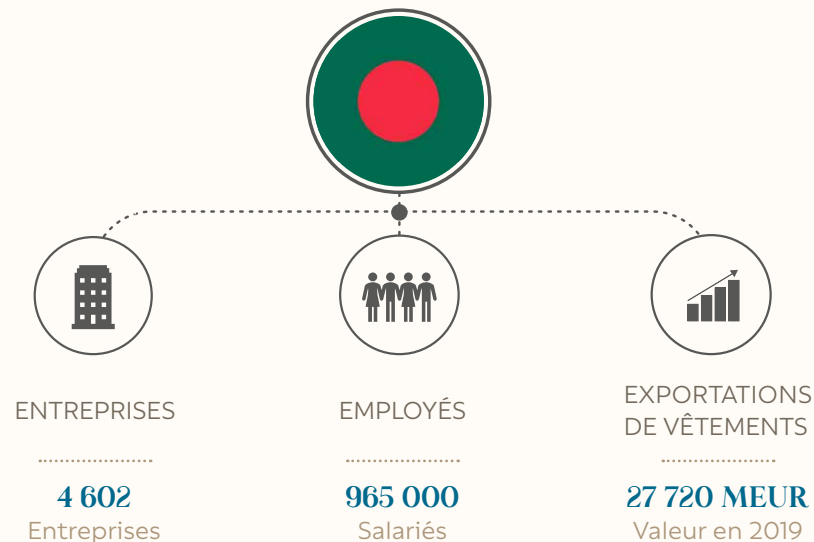 ENTREPRISES
4 602
Entreprises
EMPLOYÉS
965 000
Salariés
EXPORTATIONS
DE VÊTEMENTS
27 720 MEUR
Valeur en 2019